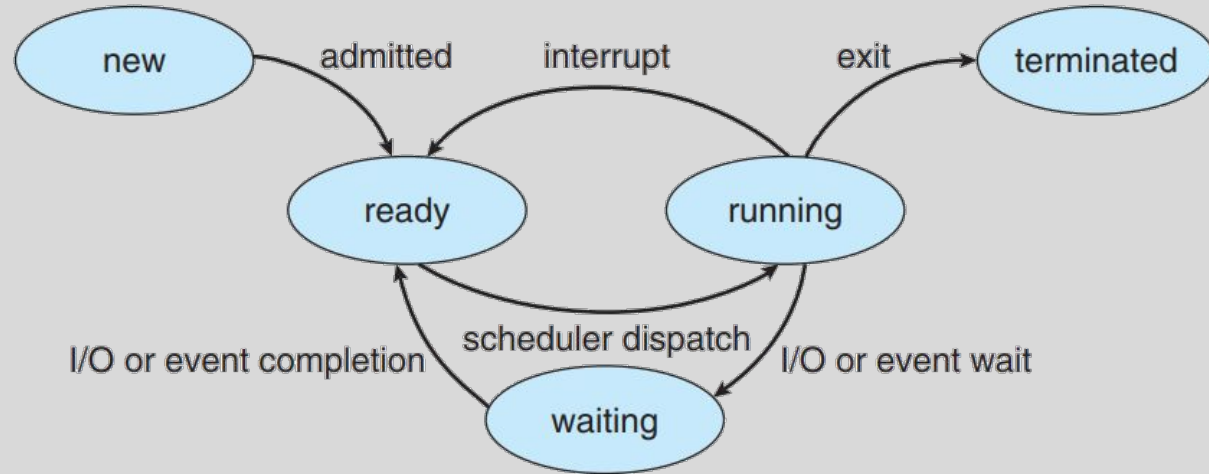 new
admitted
interrupt
exit
terminated
ready
running
scheduler dispatch
I/O or event completion
I/O or event wait
waiting